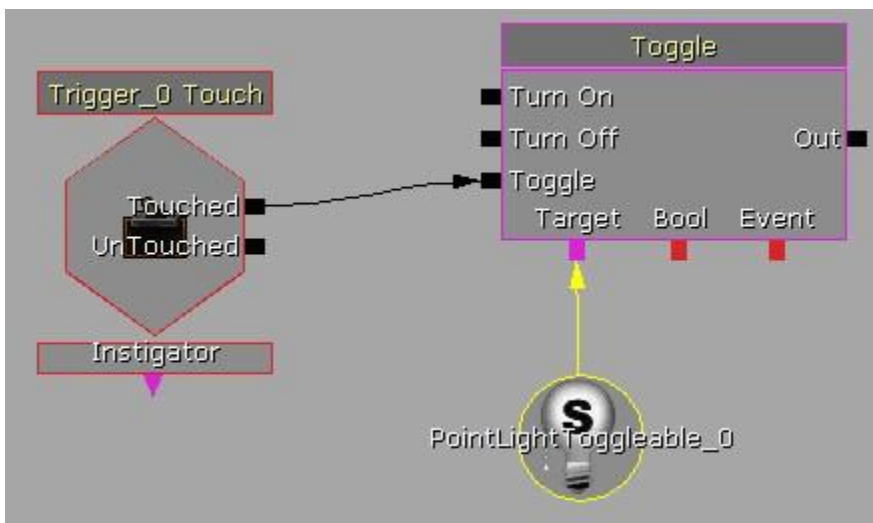 Toggle
Trigger_0 Touch
Turn On
Turn Off
Out
Toggle
Touched
UnTouched
Target
Bool
Event
Instigator
PointLightToggleable_0
S